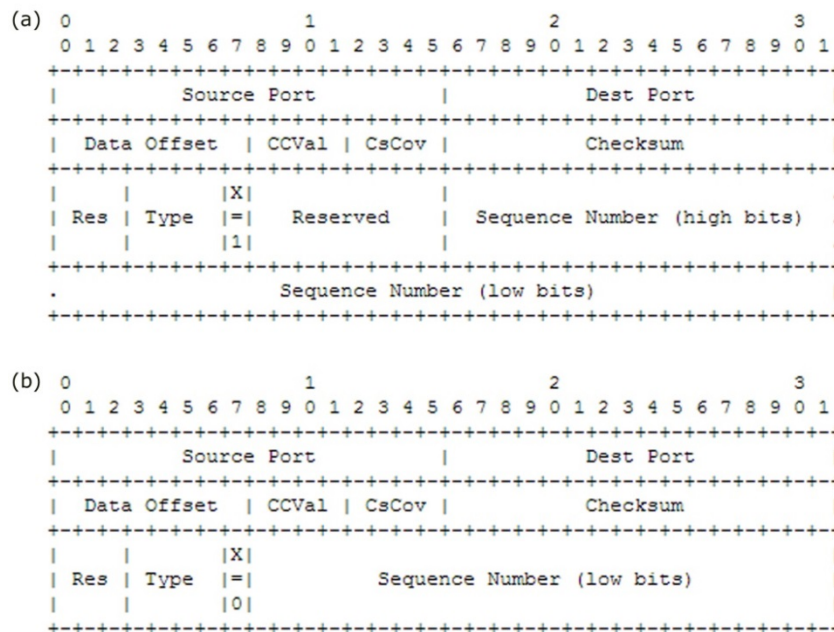 (a) 0                   1                   2                   3
0 1 2 3 4 5 6 7 8 9 0 1 2 3 4 5 6 7 8 9 0 1 2 3 4 5 6 7 8 9 0 1
+-+-+-+-+-+-+-+-+-+-+-+-+-+-+-+-+-+-+-+-+-+-+-+-+-+-+-+-+-+-+-+-
|          Source Port          |           Dest Port           |
+-+-+-+-+-+-+-+-+-+-+-+-+-+-+-+-+-+-+-+-+-+-+-+-+-+-+-+-+-+-+-+-
|  Data Offset  | CCVal | CsCov |           Checksum            |
+-+-+-+-+-+-+-+-+-+-+-+-+-+-+-+-+-+-+-+-+-+-+-+-+-+-+-+-+-+-+-+-
|     |       |X|               |                               |
| Res | Type  |=|   Reserved    |  Sequence Number (high bits)  |
|     |       |1|               |                               |
+-+-+-+-+-+-+-+-+-+-+-+-+-+-+-+-+-+-+-+-+-+-+-+-+-+-+-+-+-+-+-+-
.                  Sequence Number (low bits)                   |
+-+-+-+-+-+-+-+-+-+-+-+-+-+-+-+-+-+-+-+-+-+-+-+-+-+-+-+-+-+-+-+-
(b) 0                   1                   2                   3
0 1 2 3 4 5 6 7 8 9 0 1 2 3 4 5 6 7 8 9 0 1 2 3 4 5 6 7 8 9 0 1
+-+-+-+-+-+-+-+-+-+-+-+-+-+-+-+-+-+-+-+-+-+-+-+-+-+-+-+-+-+-+-+-
|          Source Port          |           Dest Port           |
+-+-+-+-+-+-+-+-+-+-+-+-+-+-+-+-+-+-+-+-+-+-+-+-+-+-+-+-+-+-+-+-
|  Data Offset  | CCVal | CsCov |           Checksum            |
+-+-+-+-+-+-+-+-+-+-+-+-+-+-+-+-+-+-+-+-+-+-+-+-+-+-+-+-+-+-+-+-
|     |       |X|                                               |
| Res | Type  |=|          Sequence Number (low bits)           |
|     |       |0|                                               |
+-+-+-+-+-+-+-+-+-+-+-+-+-+-+-+-+-+-+-+-+-+-+-+-+-+-+-+-+-+-+-+-